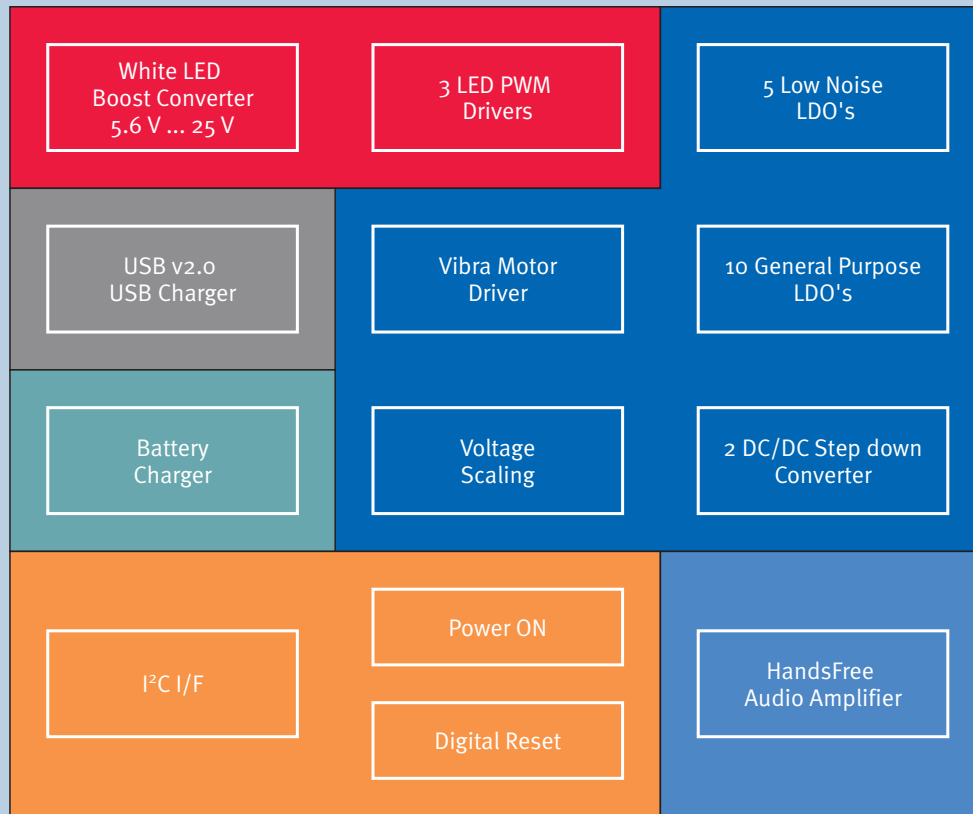 White LED
Boost Converter
5.6 V ... 25 V
3 LED PWM
Drivers
5 Low Noise
LDO's
USB v2.0
USB Charger
Vibra Motor
Driver
10 General Purpose
LDO's
Battery
Charger
Voltage
Scaling
2 DC/DC Step down
Converter
I²C I/F
Power ON
Digital Reset
HandsFree
Audio Amplifier